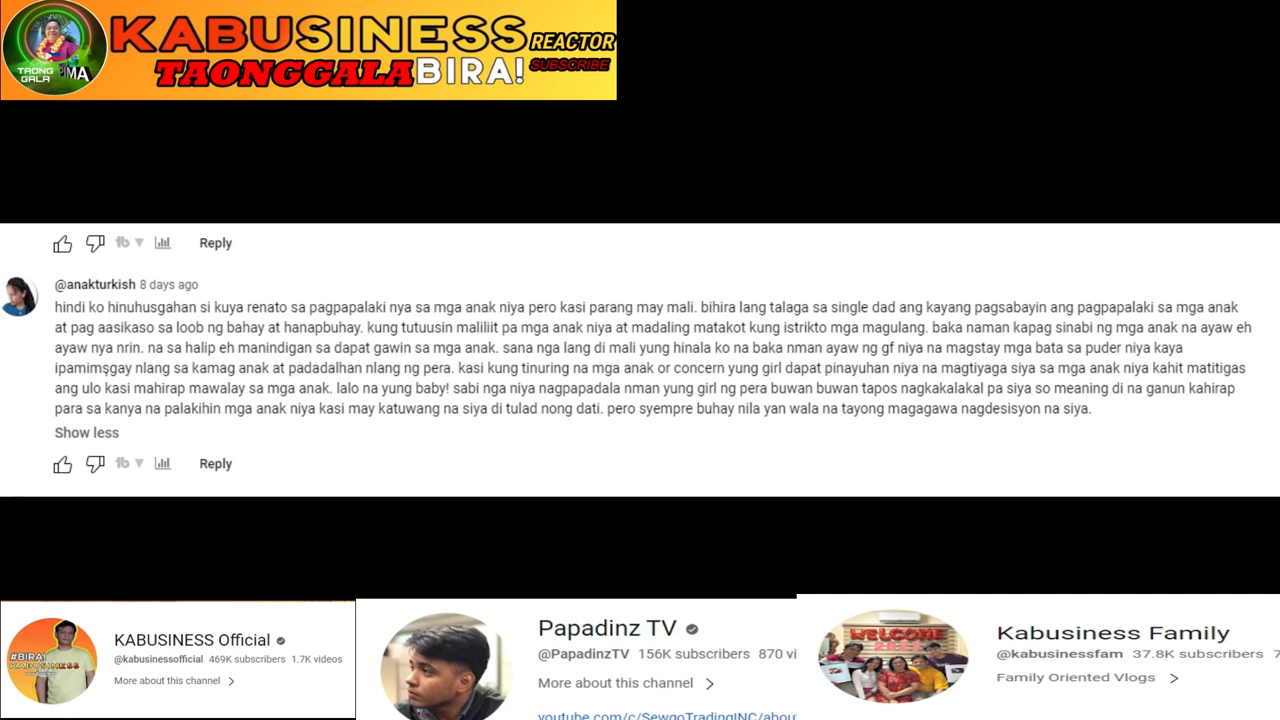 KABUSINESS REACTOR
TAONGGALA BIRA! SUBSCRIBE
TAONG
GALA
Reply
@anakturkish 8 days ago
hindi ko hinuhusgahan si kuya renato sa pagpapalaki nya sa mga anak niya pero kasi parang may mali. bihira lang talaga sa single dad ang kayang pagsabayin ang pagpapalaki sa mga anak
at pag aasikaso sa loob ng bahay at hanapbuhay. kung tutuusin maliliit pa mga anak niya at madaling matakot kung istrikto mga magulang. baka naman kapag sinabi ng mga anak na ayaw eh
ayaw nya nrin. na sa halip eh manindigan sa dapat gawin sa mga anak. sana nga lang di mali yung hinala ko na baka nman ayaw ng gf niya na magstay mga bata sa puder niya kaya
ipamimşgay nlang sa kamag anak at padadalhan nlang ng pera. kasi kung tinuring na mga anak or concern yung girl dapat pinayuhan niya na magtiyaga siya sa mga anak niya kahit matitigas
ang ulo kasi mahirap mawalay sa mga anak. lalo na yung baby! sabi nga niya nagpapadala nman yung girl ng pera buwan buwan tapos nagkakalakal pa siya so meaning di na ganun kahirap
para sa kanya na palakihin mga anak niya kasi may katuwang na siya di tulad nong dati. pero syempre buhay nila yan wala na tayong magagawa nagdesisyon na siya.
Show less
Reply
#BIRA!
KABUSINESS
KABUSINESS Official
@kabusinessofficial 469K subscribers 1.7K videos
More about this channel
Papadinz TV
@PapadinzTV 156K subscribers 870 vi
More about this channel
youtube.com/c/SewgoTradingINC/abou
WELCOME
Kabusiness Family
@kabusinessfam 37.8K subscribers 7
Family Oriented Vlogs